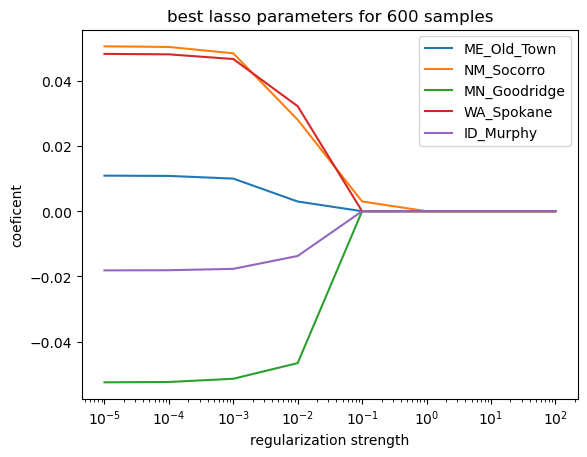 best lasso parameters for 600 samples
ME_Old_Town
NM_Socorro
MN_Goodridge
WA_Spokane
ID_Murphy
0.04
0.02
0.00
−0.02
−0.04
coeficent
10⁻⁵ 10⁻⁴ 10⁻³ 10⁻² 10⁻¹ 10⁰ 10¹ 10²
regularization strength